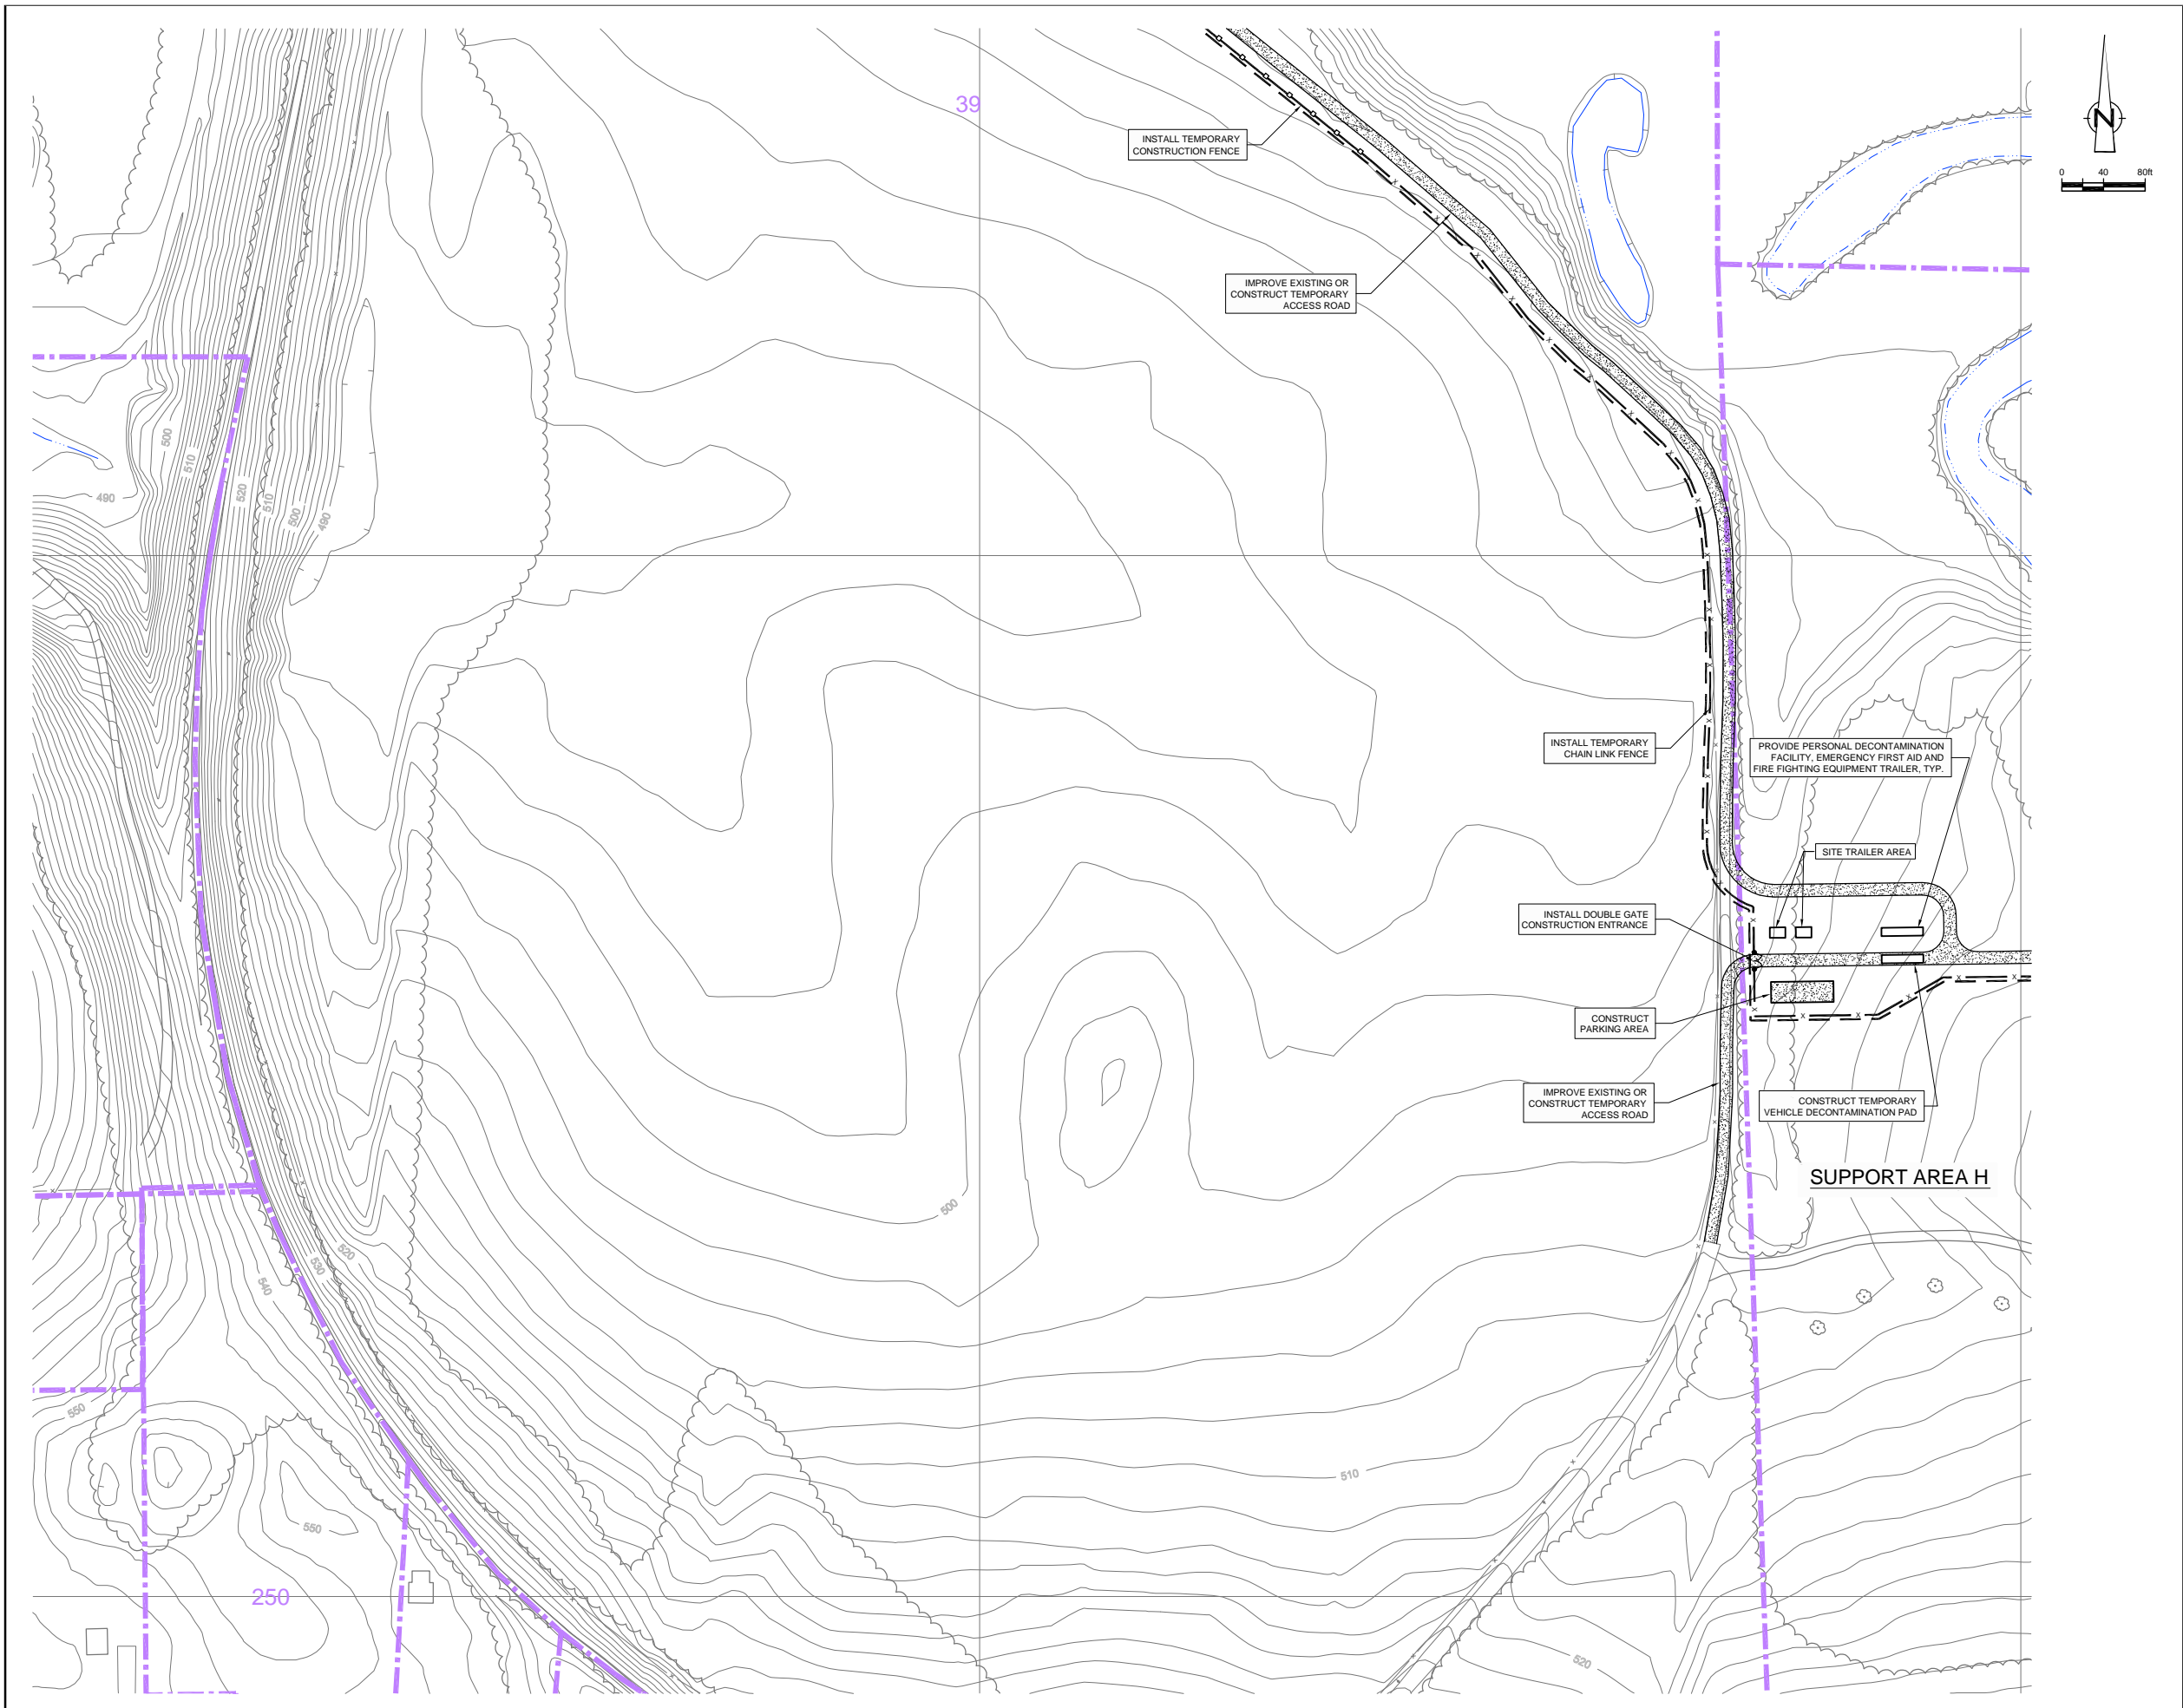 39
N
0 40 80ft
INSTALL TEMPORARY
CONSTRUCTION FENCE
IMPROVE EXISTING OR
CONSTRUCT TEMPORARY
ACCESS ROAD
500
510
520
510
500
490
490
INSTALL TEMPORARY
CHAIN LINK FENCE
PROVIDE PERSONAL DECONTAMINATION
FACILITY, EMERGENCY FIRST AID AND
FIRE FIGHTING EQUIPMENT TRAILER, TYP.
SITE TRAILER AREA
INSTALL DOUBLE GATE
CONSTRUCTION ENTRANCE
CONSTRUCT
PARKING AREA
IMPROVE EXISTING OR
CONSTRUCT TEMPORARY
ACCESS ROAD
CONSTRUCT TEMPORARY
VEHICLE DECONTAMINATION PAD
SUPPORT AREA H
500
520
530
540
550
510
550
250
520